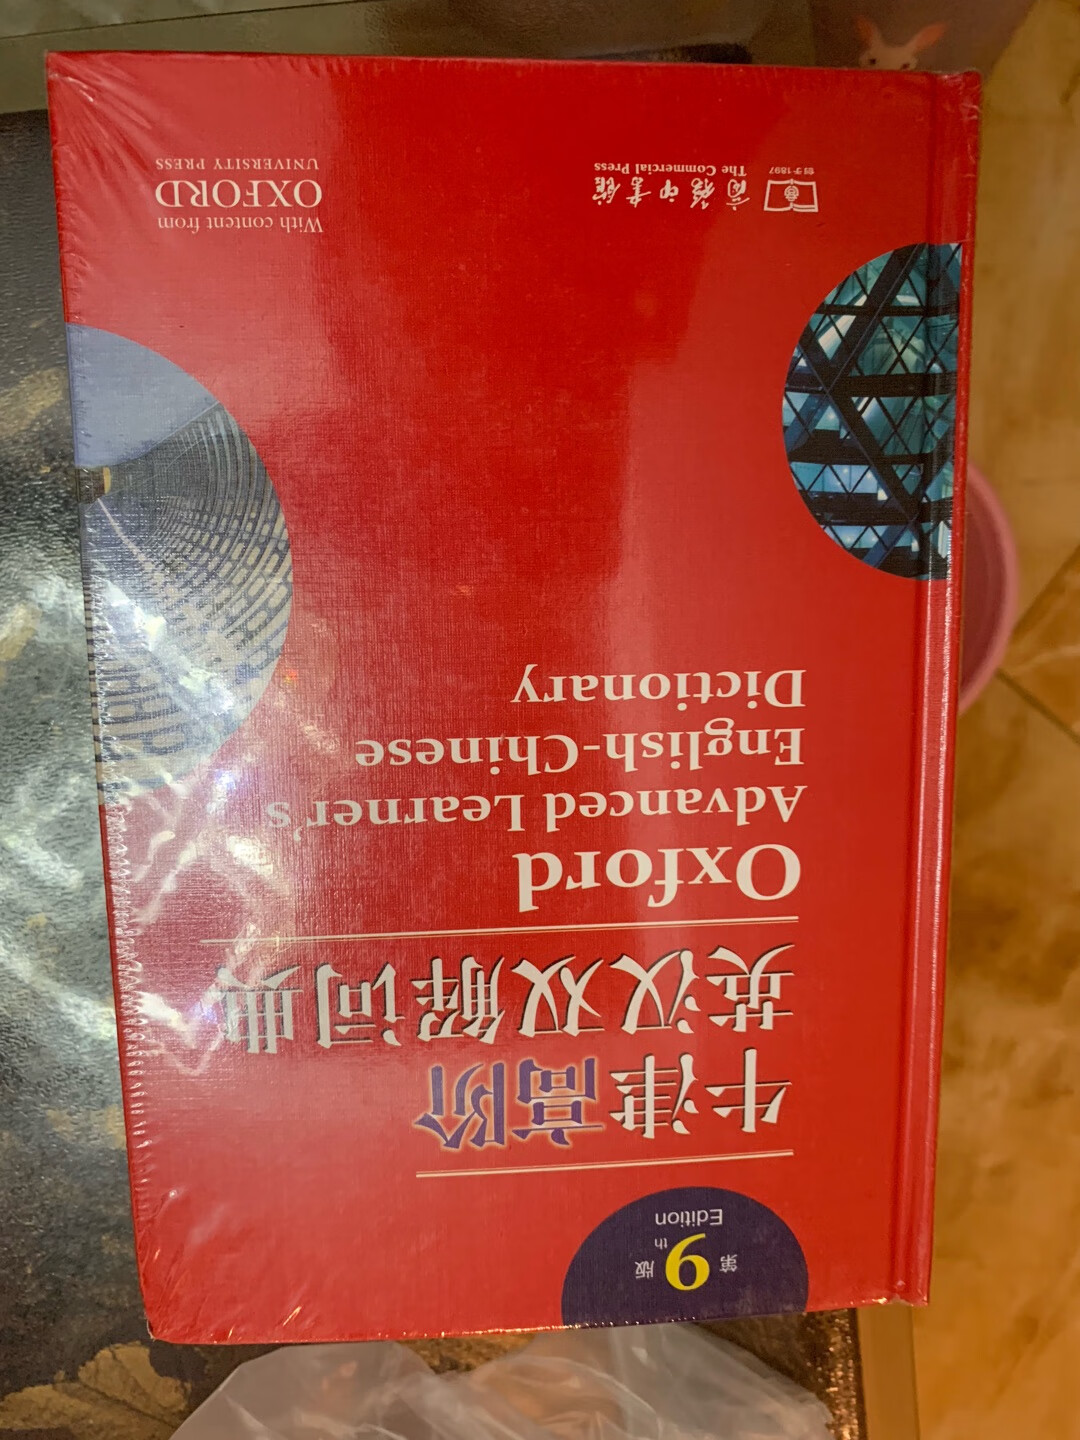 第9版
th
Edition
牛津高阶
英汉双解词典
Oxford
Advanced Learner's
English-Chinese
Dictionary
商务印书馆
The Commercial Press
创于1897
With content from
OXFORD
UNIVERSITY PRESS